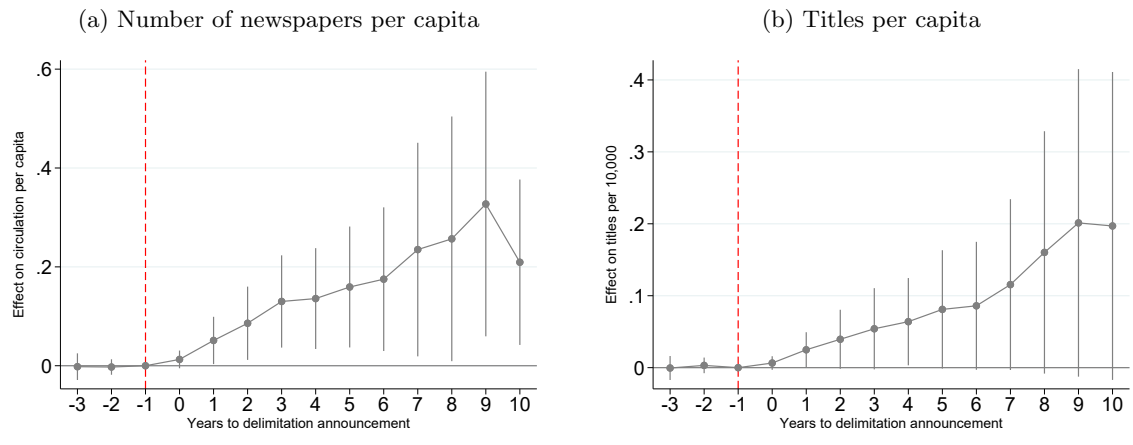 (a) Number of newspapers per capita
.6
.4
.2
0
Effect on circulation per capita
-3 -2 -1 0 1 2 3 4 5 6 7 8 9 10
Years to delimitation announcement
(b) Titles per capita
.4
.3
.2
.1
0
Effect on titles per 10,000
-3 -2 -1 0 1 2 3 4 5 6 7 8 9 10
Years to delimitation announcement